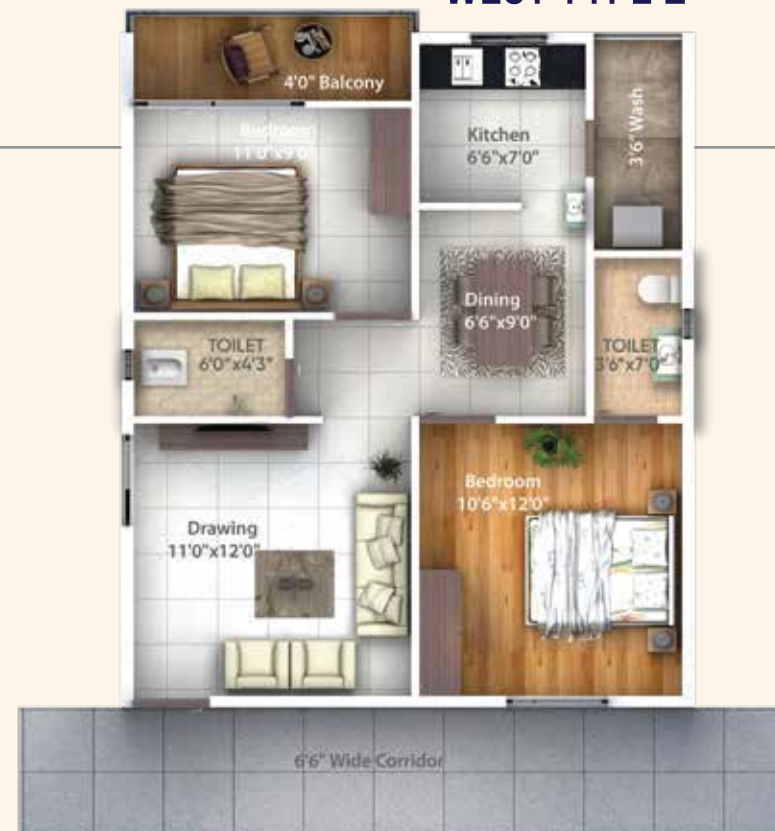 WEST TYPE
4'0" Balcony
Bedroom
11'0"x9'0"
Kitchen
6'6"x7'0"
3'6" Wash
Dining
6'6"x9'0"
TOILET
6'0"x4'3"
TOILET
3'6"x7'0"
Bedroom
10'6"x12'0"
Drawing
11'0"x12'0"
6'6" Wide Corridor